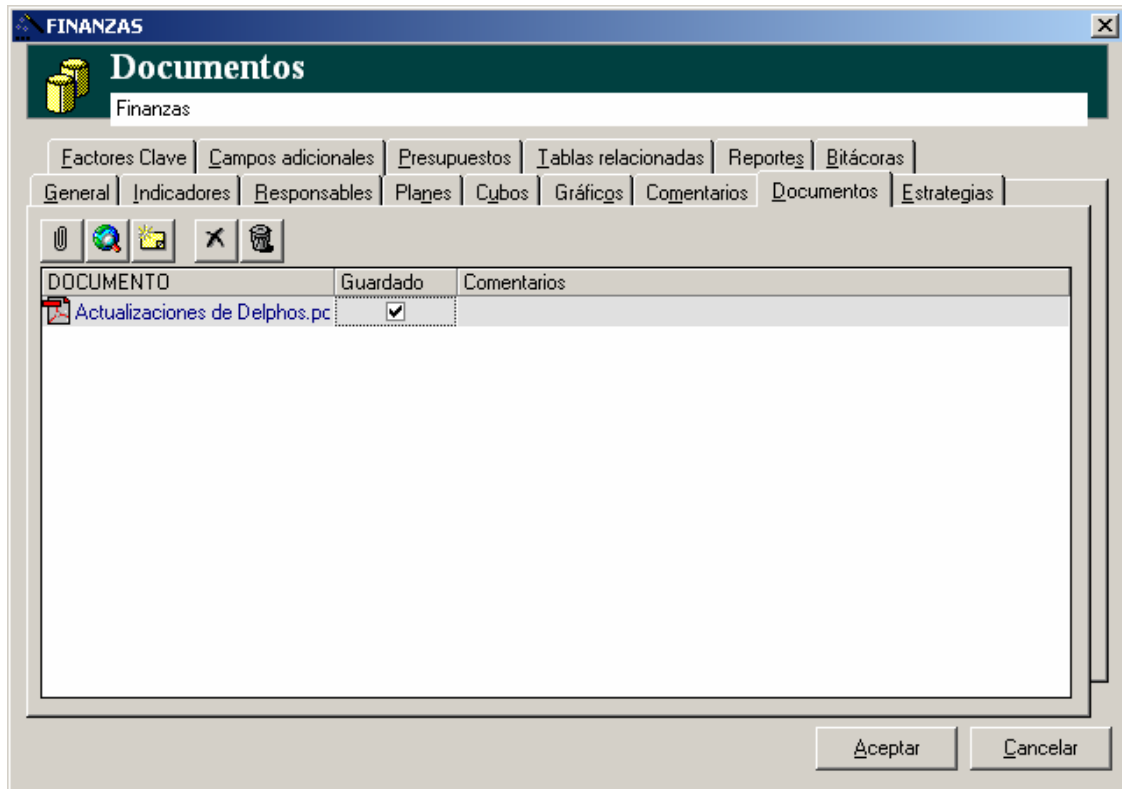 FINANZAS
Documentos
Finanzas
Factores Clave Campos adicionales Presupuestos Tablas relacionadas Reportes Bitácoras
General Indicadores Responsables Planes Cubos Gráficos Comentarios Documentos Estrategias
DOCUMENTO Guardado Comentarios
Actualizaciones de Delphos.pc
Aceptar Cancelar